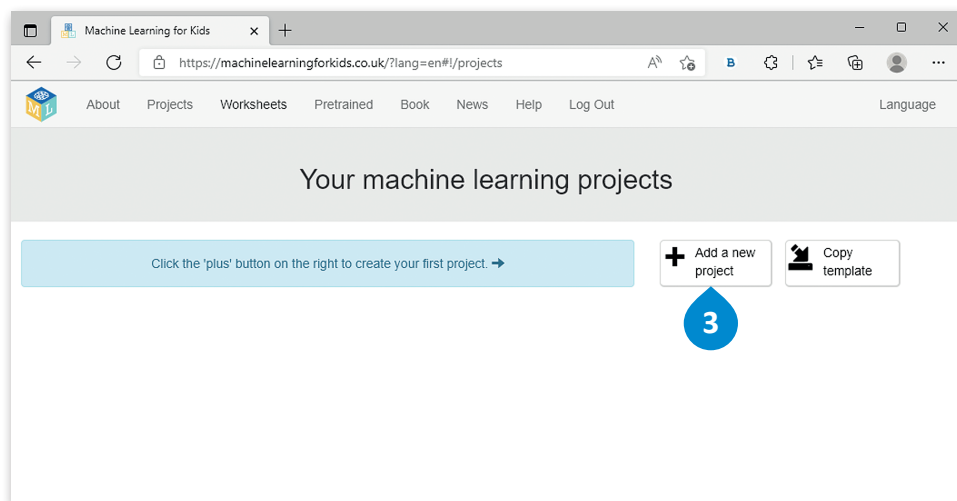 Machine Learning for Kids
https://machinelearningforkids.co.uk/?lang=en#!/projects
B
M L
About Projects Worksheets Pretrained Book News Help Log Out Language
Your machine learning projects
Click the 'plus' button on the right to create your first project.
Add a new
project
Copy
template
3